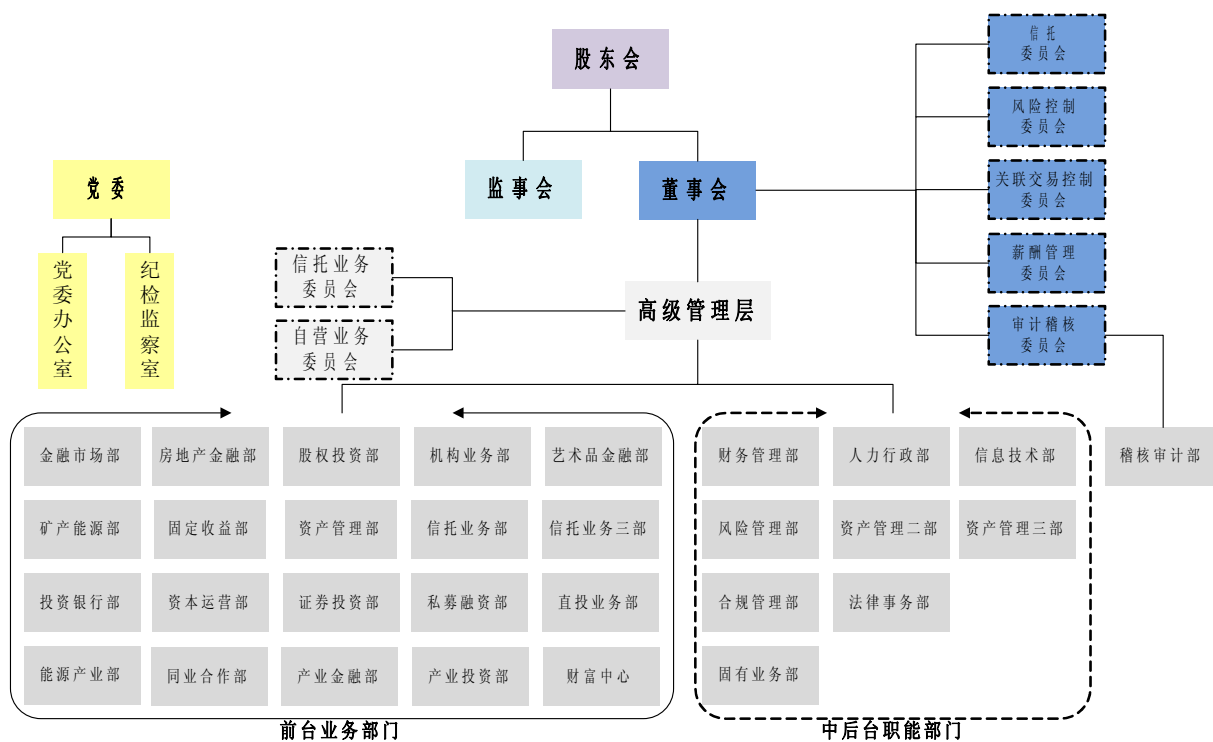 股东会
监事会
董事会
信托
委员会
风险控制
委员会
关联交易控制
委员会
薪酬管理
委员会
审计稽核
委员会
党委
党委办公室
纪检监察室
信托业务
委员会
自营业务
委员会
高级管理层
金融市场部
房地产金融部
股权投资部
机构业务部
艺术品金融部
矿产能源部
固定收益部
资产管理部
信托业务部
信托业务三部
投资银行部
资本运营部
证券投资部
私募融资部
直投业务部
能源产业部
同业合作部
产业金融部
产业投资部
财富中心
前台业务部门
财务管理部
人力行政部
信息技术部
风险管理部
资产管理二部
资产管理三部
合规管理部
法律事务部
固有业务部
中后台职能部门
稽核审计部